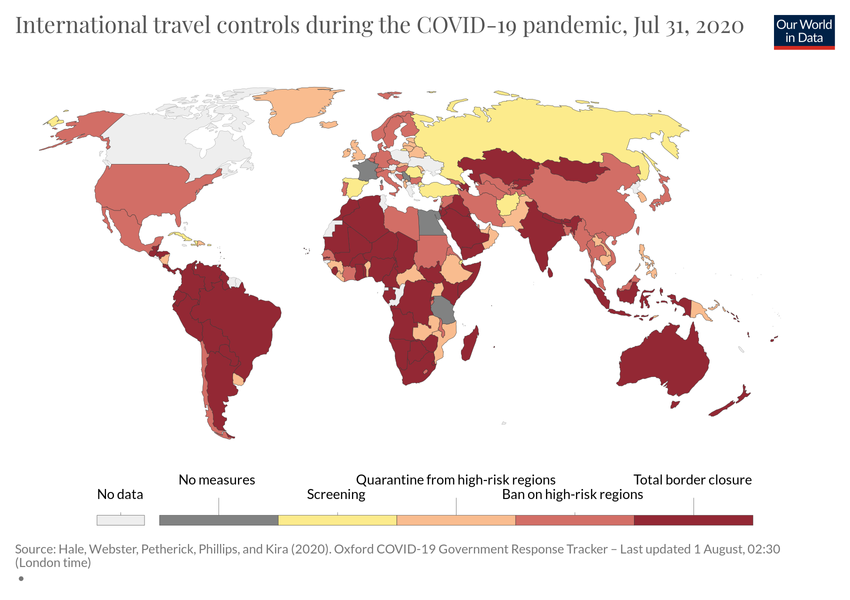 International travel controls during the COVID-19 pandemic, Jul 31, 2020
Our World
in Data
No measures
Quarantine from high-risk regions
Total border closure
No data
Screening
Ban on high-risk regions
Source: Hale, Webster, Petherick, Phillips, and Kira (2020). Oxford COVID-19 Government Response Tracker – Last updated 1 August, 02:30
(London time)